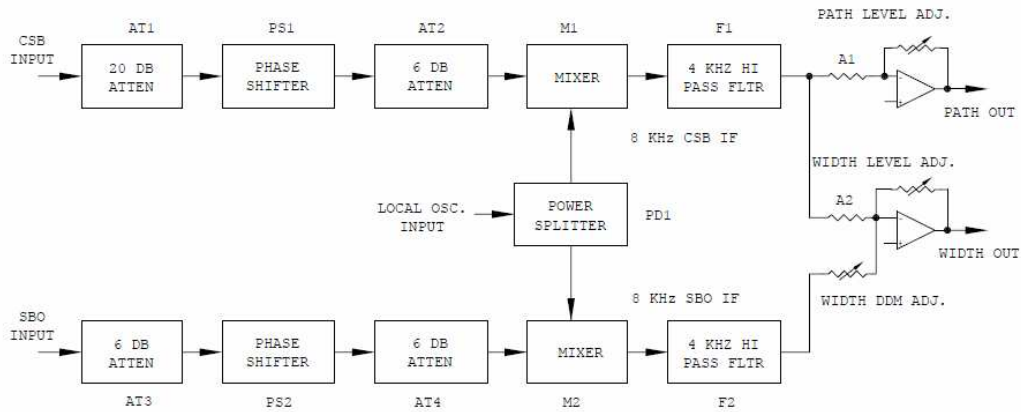 AT1 PS1 AT2 M1 F1 PATH LEVEL ADJ.
CSB
INPUT
20 DB
ATTEN
PHASE
SHIFTER
6 DB
ATTEN
MIXER
4 KHZ HI
PASS FLTR
A1
-
+
PATH OUT
8 KHz CSB IF
WIDTH LEVEL ADJ.
LOCAL OSC.
INPUT
POWER
SPLITTER
PD1
A2
-
+
WIDTH OUT
8 KHz SBO IF
WIDTH DDM ADJ.
SBO
INPUT
6 DB
ATTEN
PHASE
SHIFTER
6 DB
ATTEN
MIXER
4 KHZ HI
PASS FLTR
AT3 PS2 AT4 M2 F2